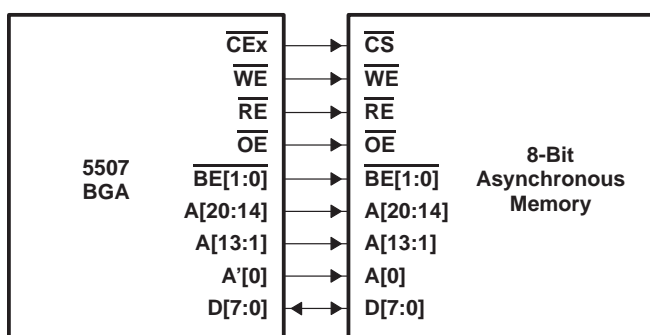 CEx CS
WE WE
RE RE
OE OE
BE[1:0] BE[1:0]
A[20:14] A[20:14]
A[13:1] A[13:1]
A'[0] A[0]
D[7:0] D[7:0]
5507
BGA
8-Bit
Asynchronous
Memory